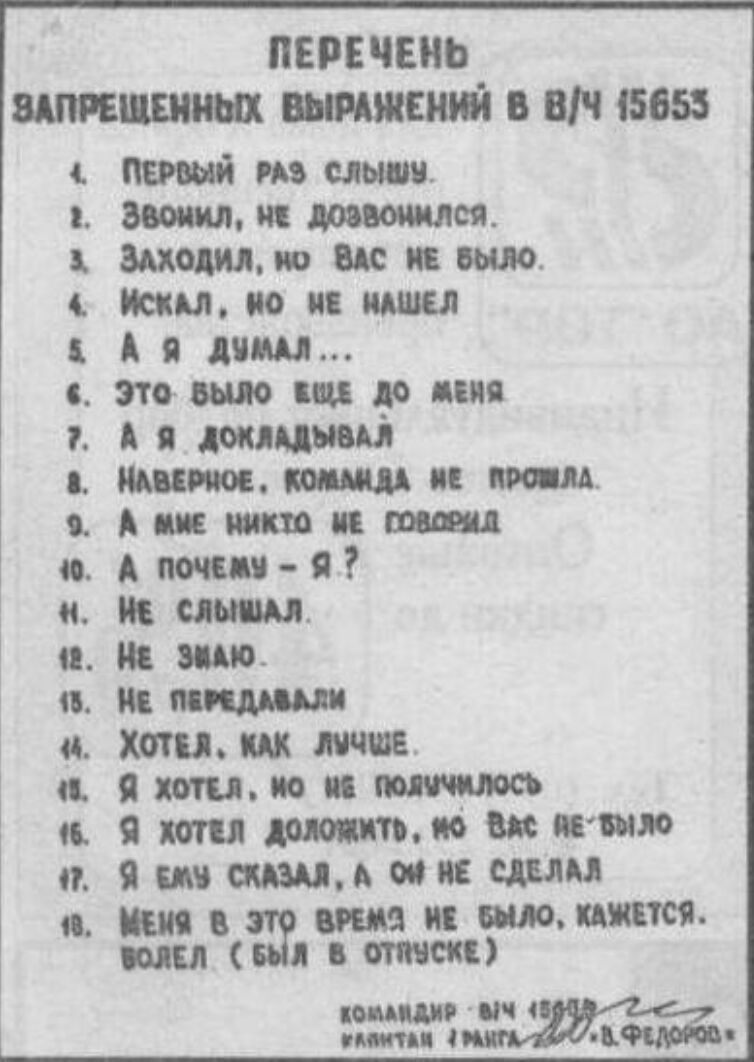 ПЕРЕЧЕНЬ
ЗАПРЕЩЕННЫХ ВЫРАЖЕНИЙ В В/Ч 15653
1. ПЕРВЫЙ РАЗ СЛЫШУ.
2. ЗВОНИЛ, НЕ ДОЗВОНИЛСЯ.
3. ЗАХОДИЛ, НО ВАС НЕ БЫЛО.
4. ИСКАЛ, НО НЕ НАШЕЛ
5. А Я ДУМАЛ...
6. ЭТО БЫЛО ЕЩЕ ДО МЕНЯ
7. А Я ДОКЛАДЫВАЛ
8. НАВЕРНОЕ, КОМАНДА НЕ ПРОШЛА.
9. А МНЕ НИКТО НЕ ГОВОРИЛ
10. А ПОЧЕМУ - Я?
11. НЕ СЛЫШАЛ.
12. НЕ ЗНАЮ.
13. НЕ ПЕРЕДАВАЛИ
14. ХОТЕЛ, КАК ЛУЧШЕ.
15. Я ХОТЕЛ, НО НЕ ПОЛУЧИЛОСЬ
16. Я ХОТЕЛ ДОЛОЖИТЬ, НО ВАС НЕ БЫЛО
17. Я ЕМУ СКАЗАЛ, А ОН НЕ СДЕЛАЛ
18. МЕНЯ В ЭТО ВРЕМЯ НЕ БЫЛО, КАЖЕТСЯ.
БОЛЕЛ (БЫЛ В ОТПУСКЕ)
КОМАНДИР В/Ч
КАПИТАН 1 РАНГА "В. ФЕДОРОВ"